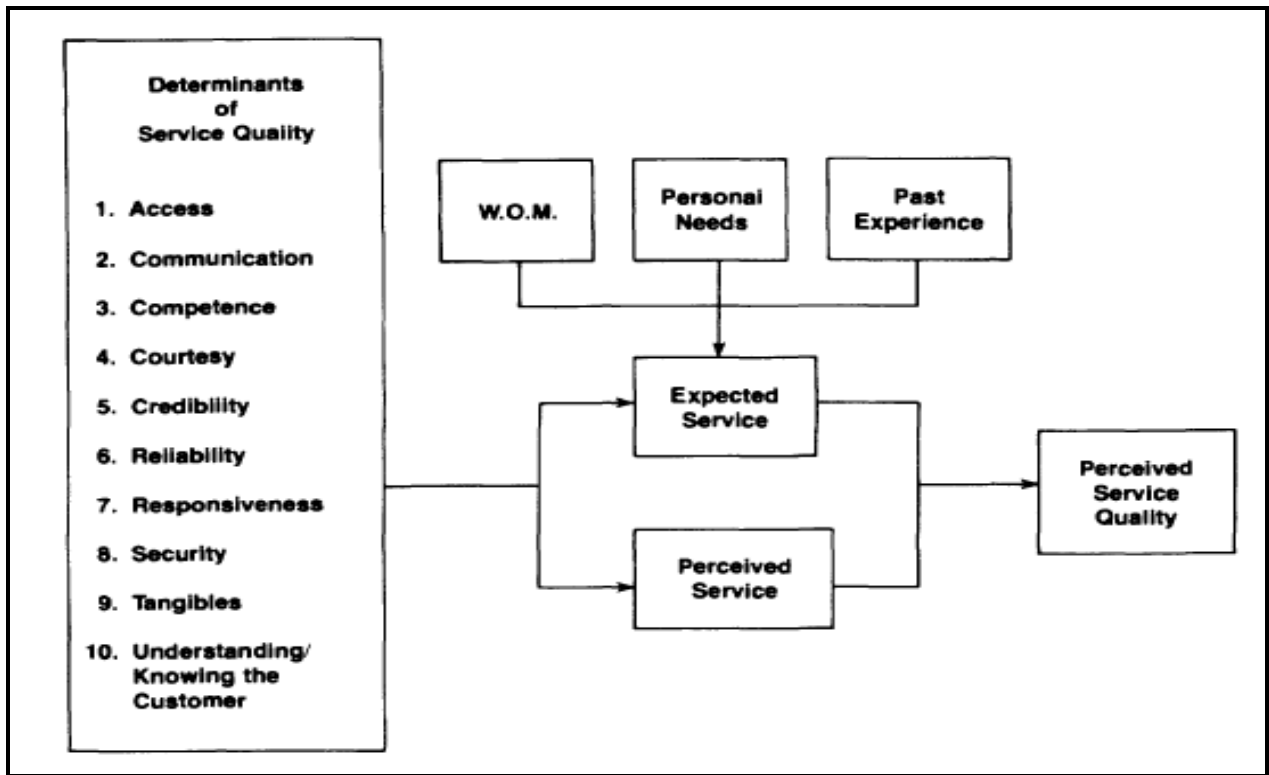 Determinants
of
Service Quality
1. Access
2. Communication
3. Competence
4. Courtesy
5. Credibility
6. Reliability
7. Responsiveness
8. Security
9. Tangibles
10. Understanding/
Knowing the
Customer
W.O.M.
Personal
Needs
Past
Experience
Expected
Service
Perceived
Service
Perceived
Service
Quality